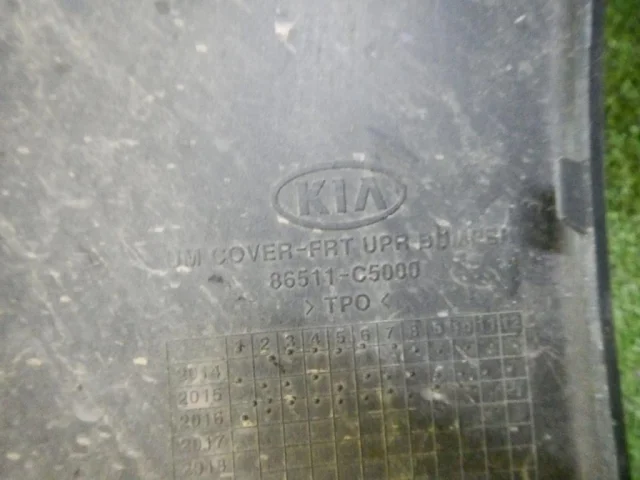 KIA
UM COVER-FRT UPR BUMPER
86511-C5000
> TPO <
1 2 3 4 5 6 7 8 9 10 11 12
2014
2015
2016
2017
2018